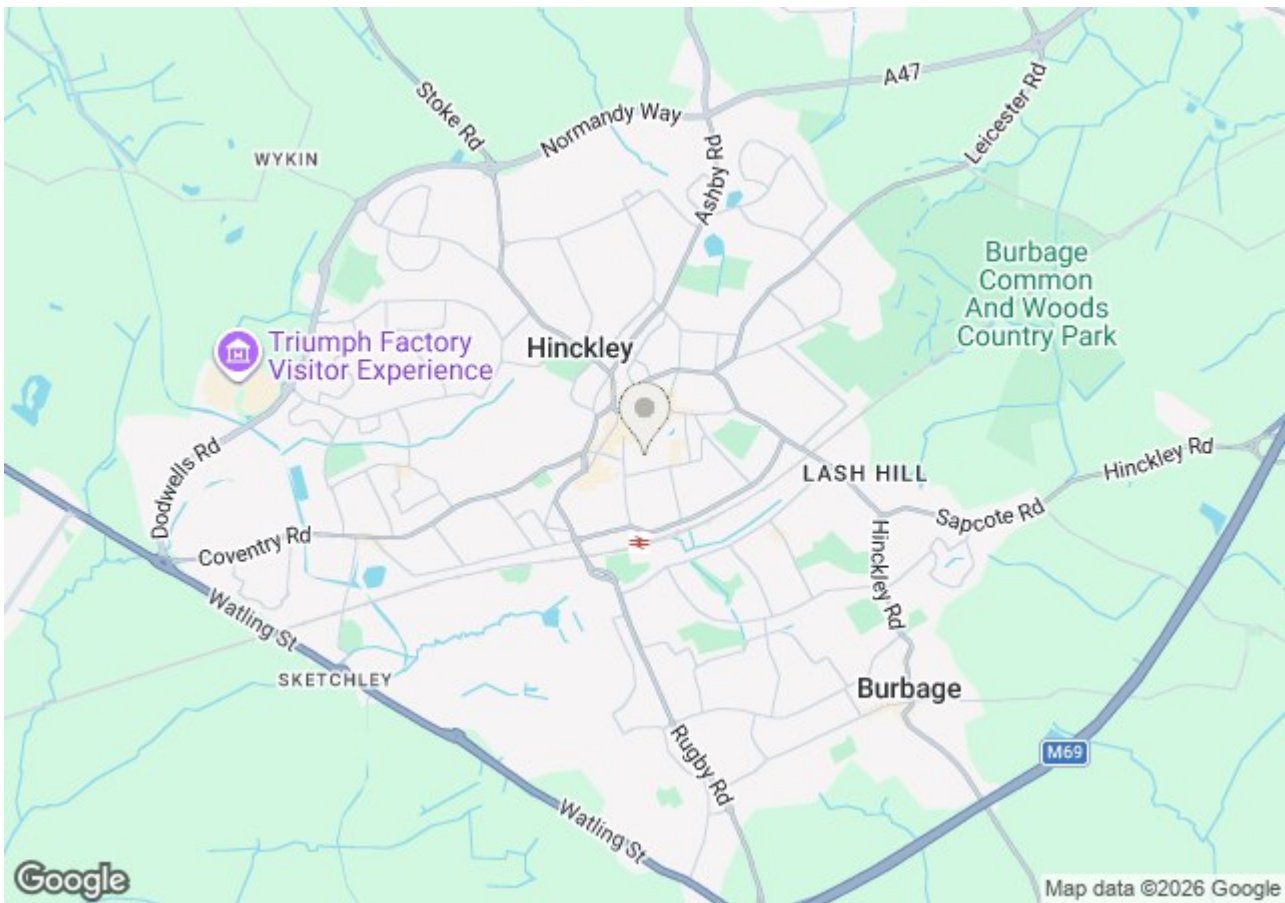 A47
Leicester Rd
Stoke Rd
Normandy Way
Ashby Rd
WYKIN
Burbage
Common
And Woods
Country Park
Triumph Factory
Visitor Experience
Hinckley
Dodwells Rd
LASH HILL
Hinckley Rd
Sapcote Rd
Coventry Rd
Hinckley Rd
Watling St
SKETCHLEY
Burbage
Rugby Rd
M69
Watling St
Google
Map data ©2026 Google